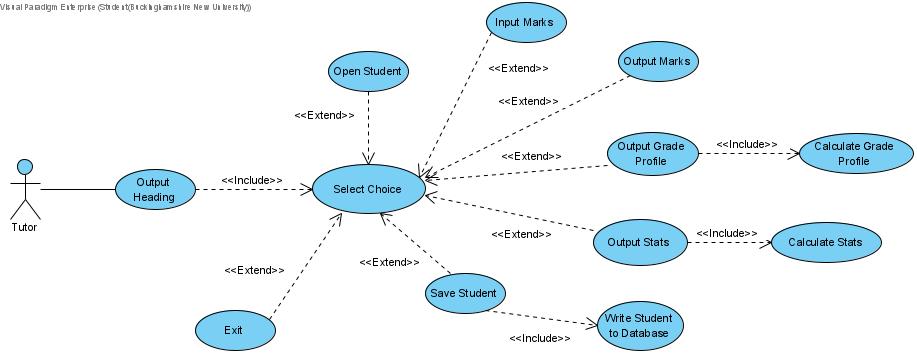 Visual Paradigm Enterprise (Student(Buckinghamshire New University))
Input Marks
Open Student
Output Marks
<<Extend>>
<<Extend>>
<<Extend>>
Output Grade
Profile
<<Include>>
Calculate Grade
Profile
<<Extend>>
Output
Heading
<<Include>>
Select Choice
Tutor
<<Extend>>
Output Stats
<<Include>>
Calculate Stats
<<Extend>>
<<Extend>>
Save Student
Exit
Write Student
to Database
<<Include>>